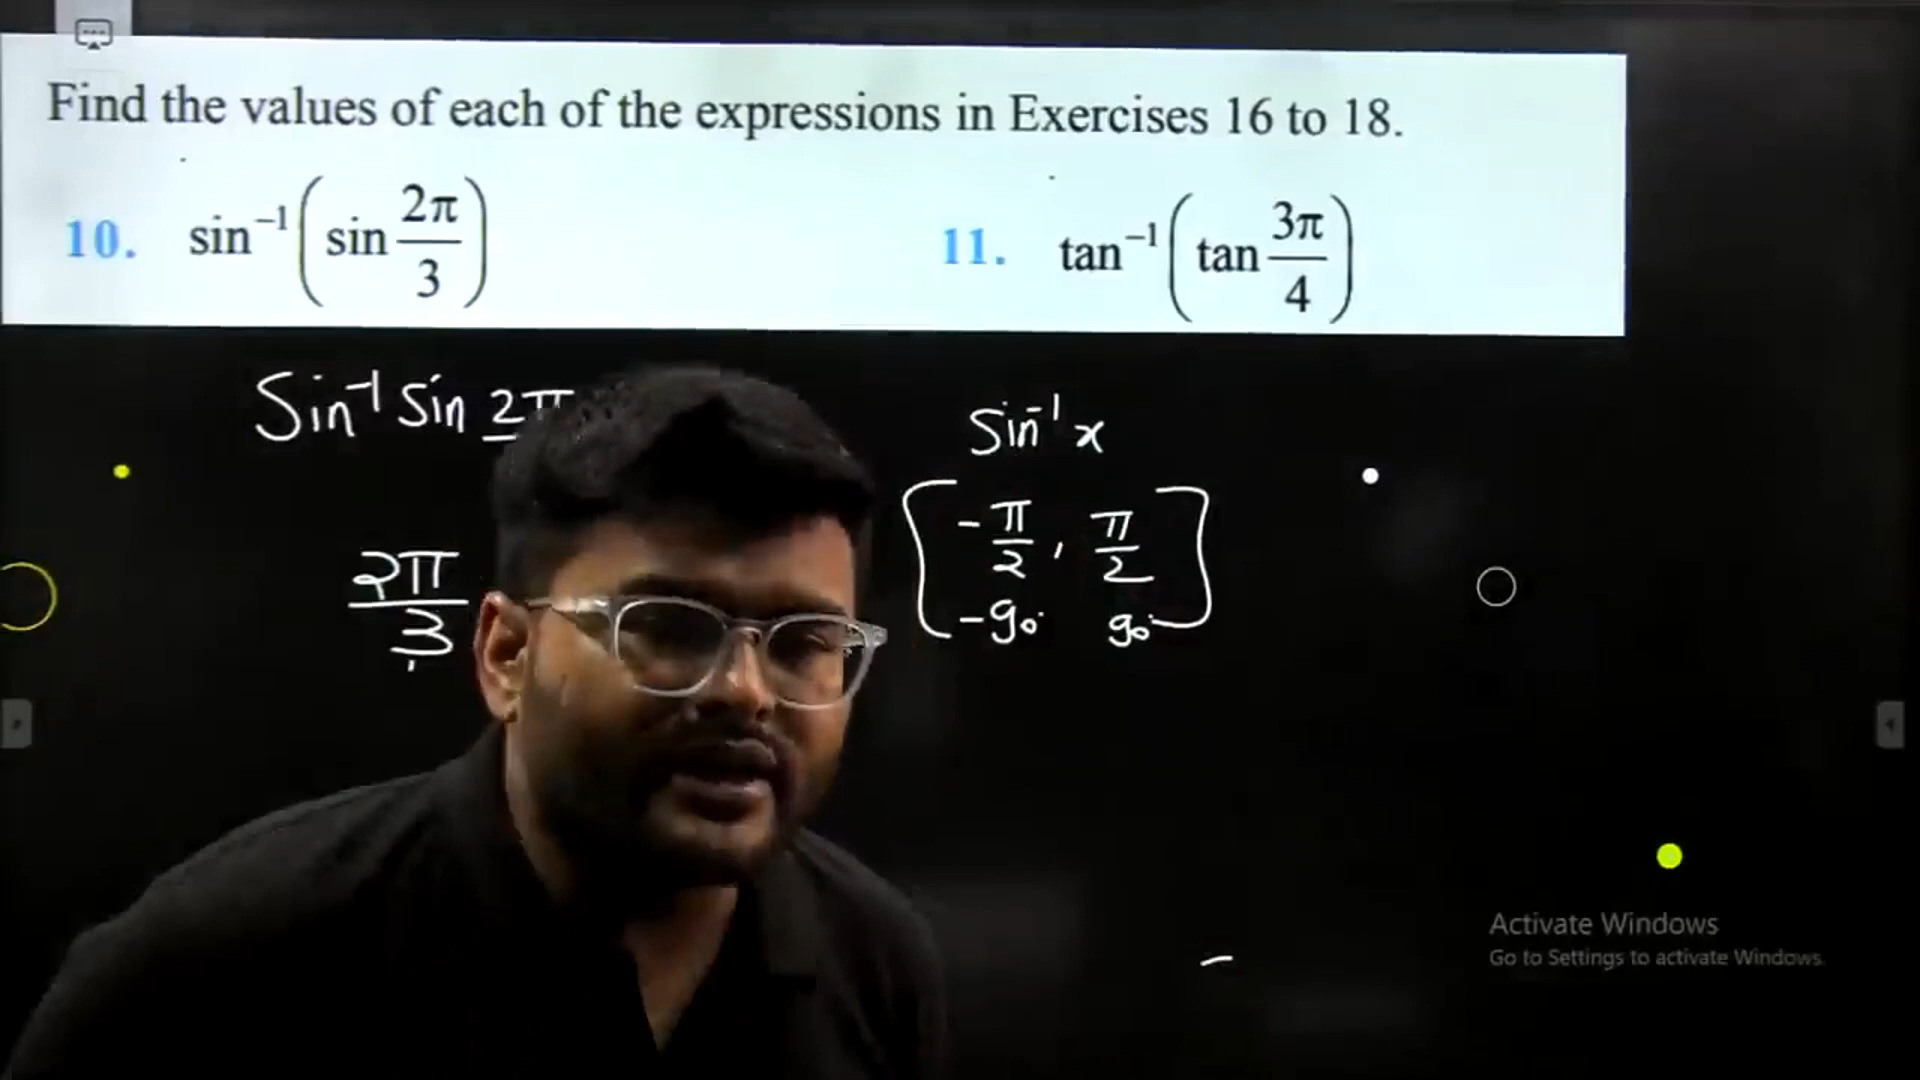 Find the values of each of the expressions in Exercises 16 to 18.
10. sin⁻¹(sin 2π/3)
11. tan⁻¹(tan 3π/4)
Sin⁻¹ Sin 2π
Sin⁻¹ x
2π/3
[-π/2, π/2]
-90° 90°
Activate Windows
Go to Settings to activate Windows.